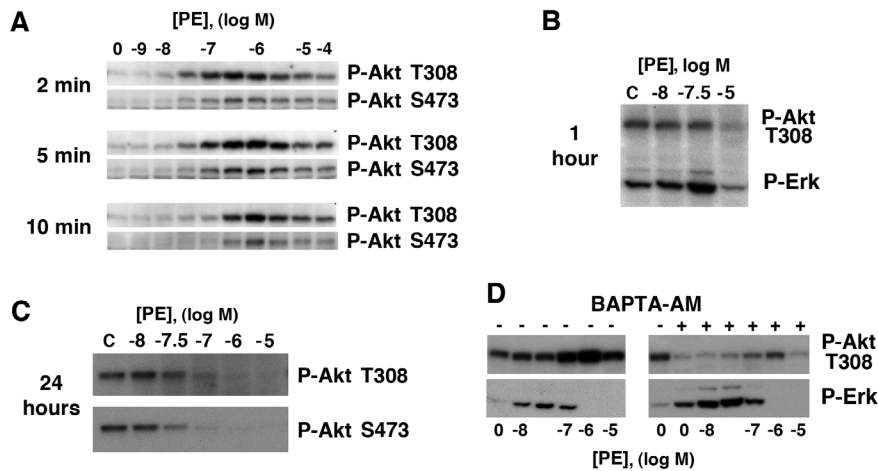 A
[PE], (log M)
0 -9 -8 -7 -6 -5 -4
2 min
P-Akt T308
P-Akt S473
5 min
P-Akt T308
P-Akt S473
10 min
P-Akt T308
P-Akt S473
B
[PE], log M
C -8 -7.5 -5
1
hour
P-Akt
T308
P-Erk
C
[PE], (log M)
C -8 -7.5 -7 -6 -5
24
hours
P-Akt T308
P-Akt S473
D
BAPTA-AM
- - - - - - - + + + + + +
P-Akt
T308
P-Erk
0 -8 -7 -6 -5 0 0 -8 -7 -6 -5
[PE], (log M)